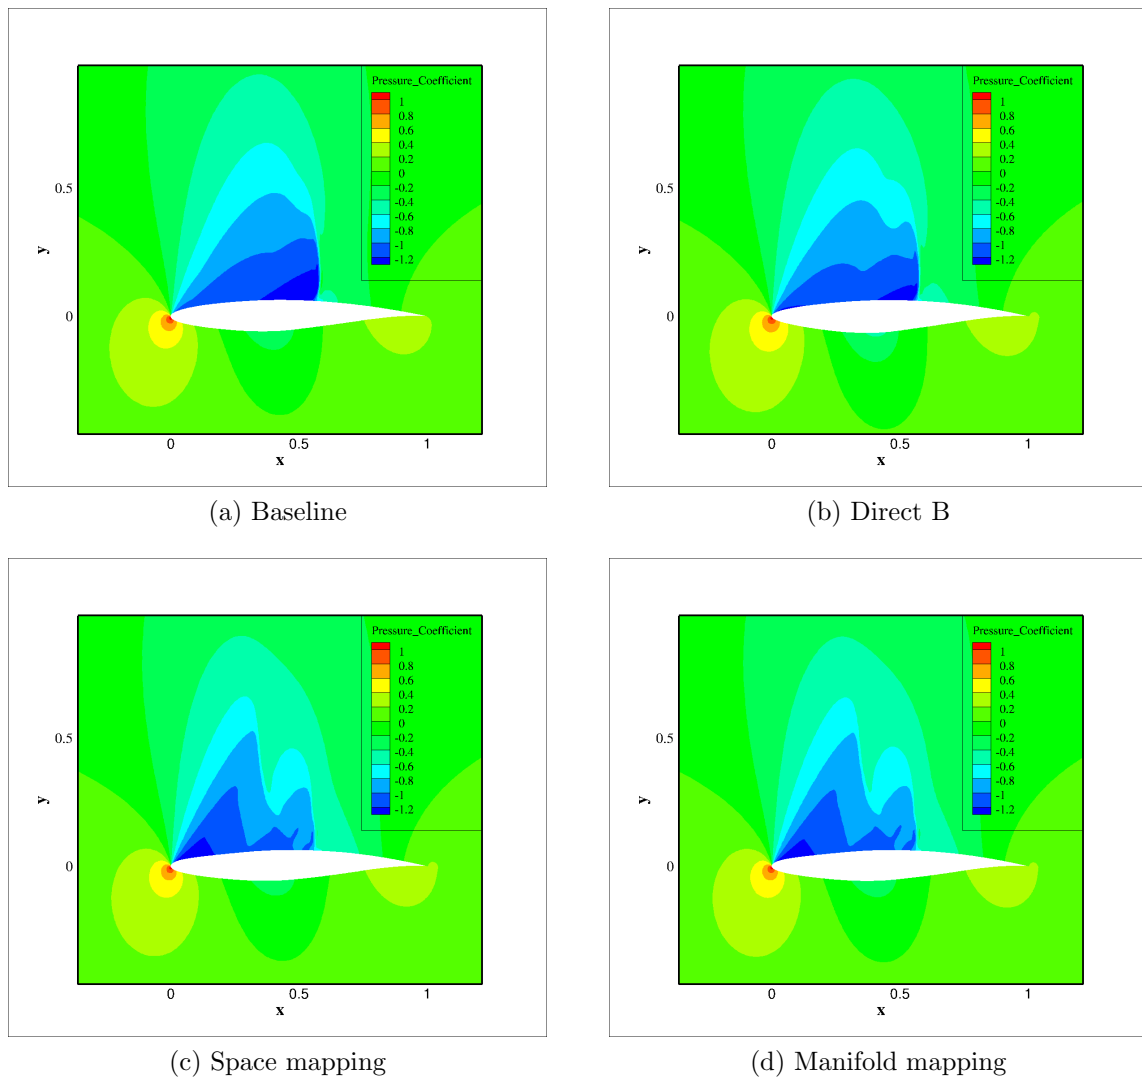 Pressure_Coefficient
1
0.8
0.6
0.4
0.2
0
-0.2
-0.4
-0.6
-0.8
-1
-1.2
0.5
y
0
0 0.5 1
x
(a) Baseline
Pressure_Coefficient
1
0.8
0.6
0.4
0.2
0
-0.2
-0.4
-0.6
-0.8
-1
-1.2
0.5
y
0
0 0.5 1
x
(b) Direct B
Pressure_Coefficient
1
0.8
0.6
0.4
0.2
0
-0.2
-0.4
-0.6
-0.8
-1
-1.2
0.5
y
0
0 0.5 1
x
(c) Space mapping
Pressure_Coefficient
1
0.8
0.6
0.4
0.2
0
-0.2
-0.4
-0.6
-0.8
-1
-1.2
0.5
y
0
0 0.5 1
x
(d) Manifold mapping